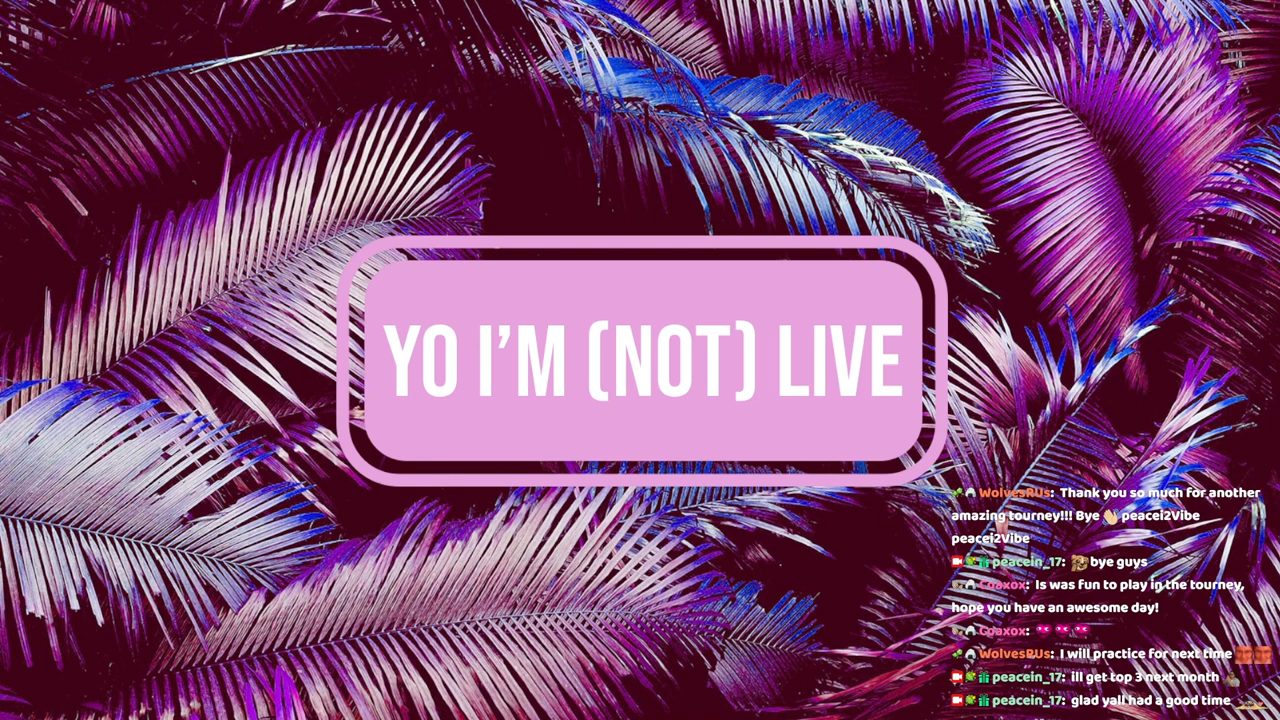 YO I’M (NOT) LIVE
WolvesRUs: Thank you so much for another
amazing tourney!!! Bye 👋 peacei2Vibe
peacei2Vibe
peacein_17: bye guys
Coaxox: Is was fun to play in the tourney,
hope you have an awesome day!
Coaxox:
WolvesRUs: I will practice for next time
peacein_17: ill get top 3 next month
peacein_17: glad yall had a good time